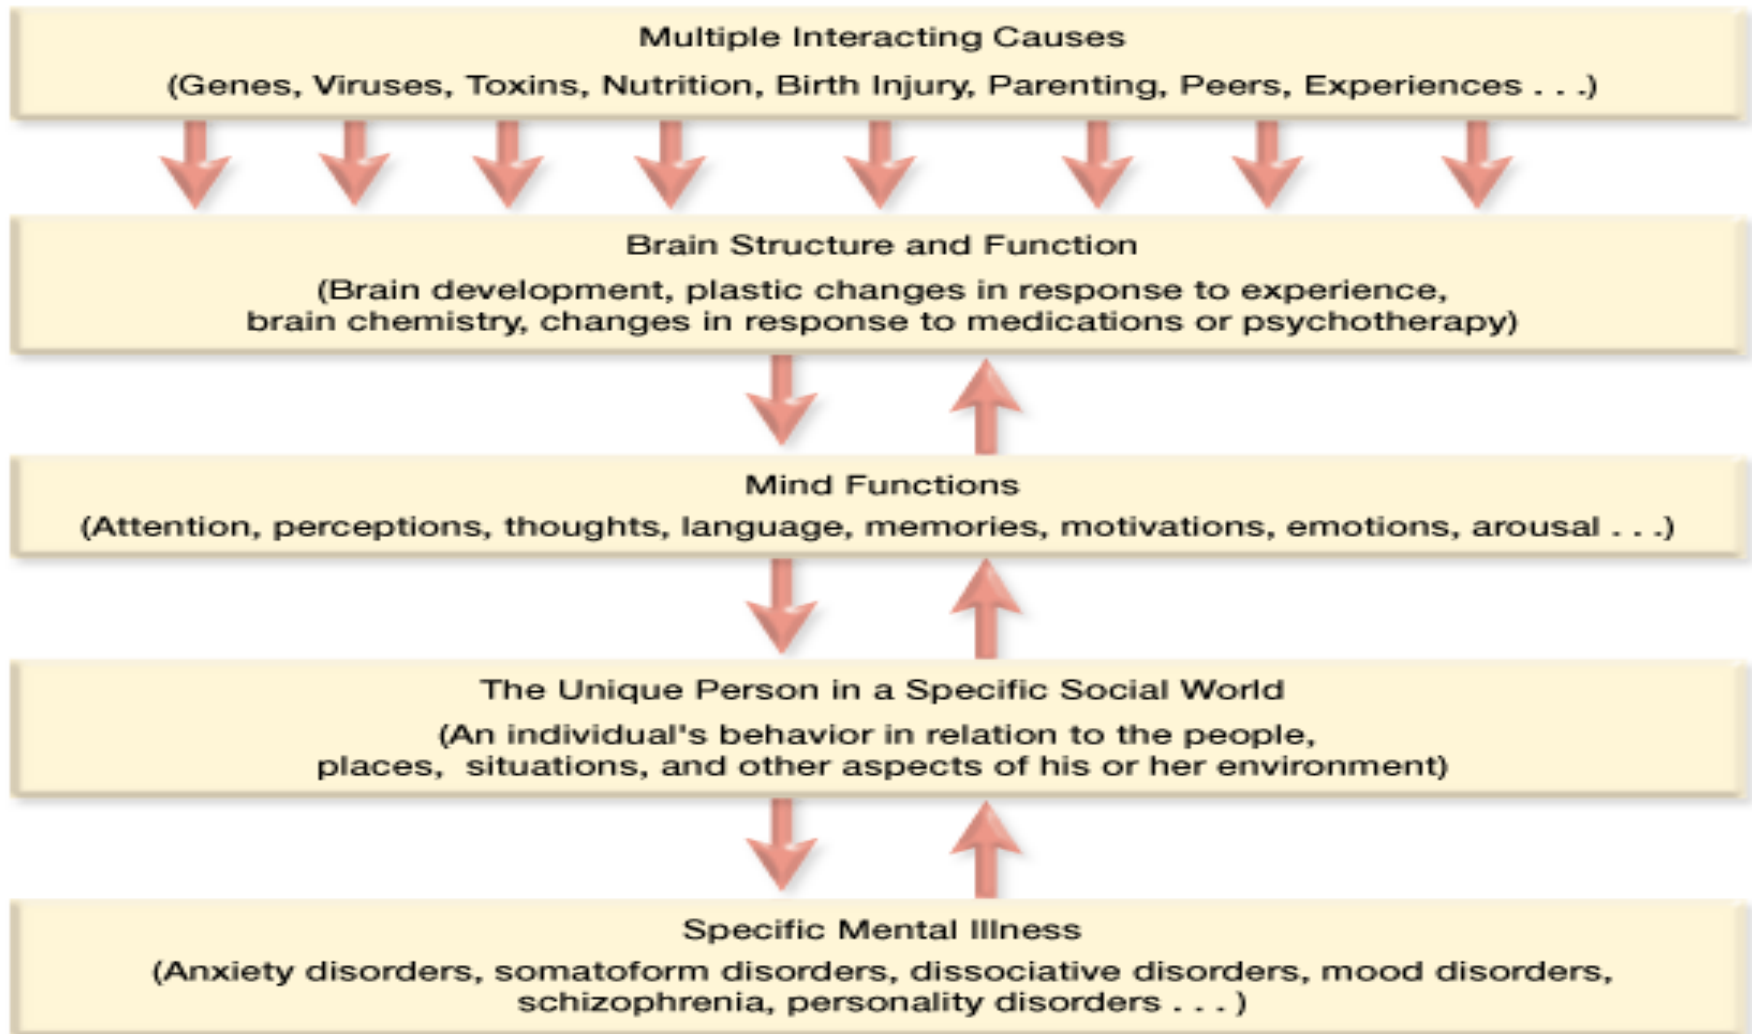 Multiple Interacting Causes
(Genes, Viruses, Toxins, Nutrition, Birth Injury, Parenting, Peers, Experiences . . .)
Brain Structure and Function
(Brain development, plastic changes in response to experience,
brain chemistry, changes in response to medications or psychotherapy)
Mind Functions
(Attention, perceptions, thoughts, language, memories, motivations, emotions, arousal . . .)
The Unique Person in a Specific Social World
(An individual's behavior in relation to the people,
places, situations, and other aspects of his or her environment)
Specific Mental Illness
(Anxiety disorders, somatoform disorders, dissociative disorders, mood disorders,
schizophrenia, personality disorders . . . )